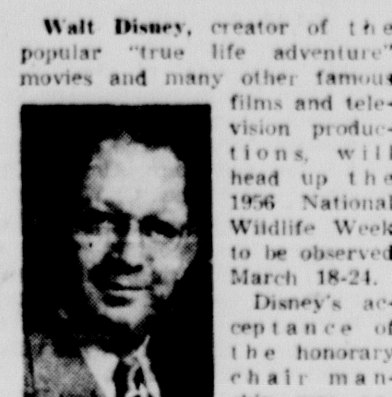 Walt Disney, creator of the
popular "true life adventure"
movies and many other famous
films and tele-
vision produc-
tions, will
head up the
1956 National
Wildlife Week
to be observed
March 18-24.
Disney's ac-
ceptance of
the honorary
chair man-